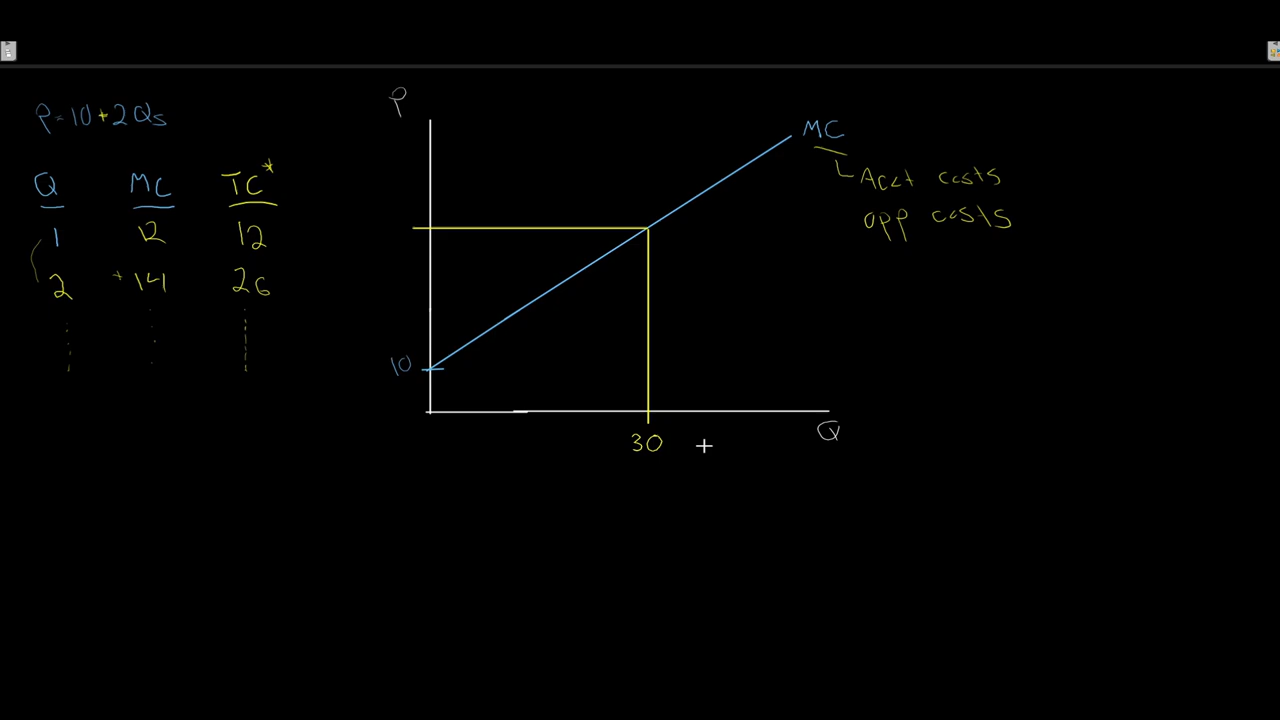 P=10+2Qs
Q MC TC*
1 12 12
2 +14 26
P
MC
Acct costs
opp costs
10
30
Q